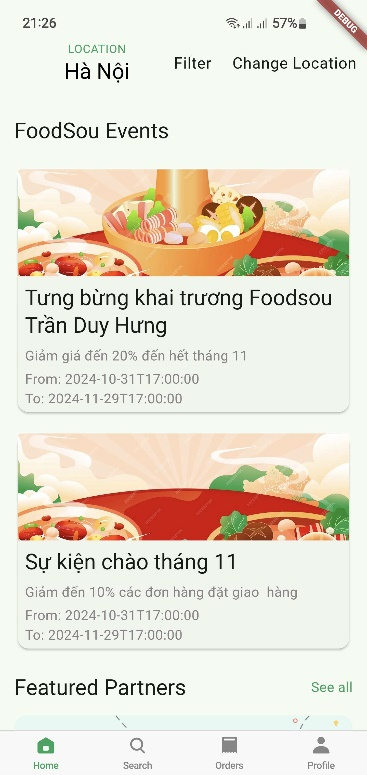 21:26
57%
DEBUG
LOCATION
Hà Nội
Filter
Change Location
FoodSou Events
Tưng bừng khai trương Foodsou
Trần Duy Hưng
Giảm giá đến 20% đến hết tháng 11
From: 2024-10-31T17:00:00
To: 2024-11-29T17:00:00
Sự kiện chào tháng 11
Giảm đến 10% các đơn hàng đặt giao  hàng
From: 2024-10-31T17:00:00
To: 2024-11-29T17:00:00
Featured Partners
See all
Home
Search
Orders
Profile